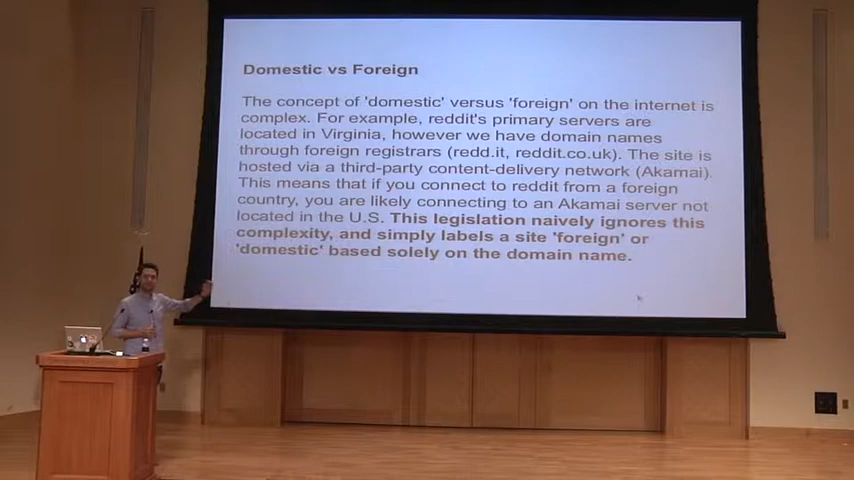 Domestic vs Foreign
The concept of 'domestic' versus 'foreign' on the internet is
complex. For example, reddit's primary servers are
located in Virginia, however we have domain names
through foreign registrars (redd.it, reddit.co.uk). The site is
hosted via a third-party content-delivery network (Akamai).
This means that if you connect to reddit from a foreign
country, you are likely connecting to an Akamai server not
located in the U.S. This legislation naively ignores this
complexity, and simply labels a site 'foreign' or
'domestic' based solely on the domain name.